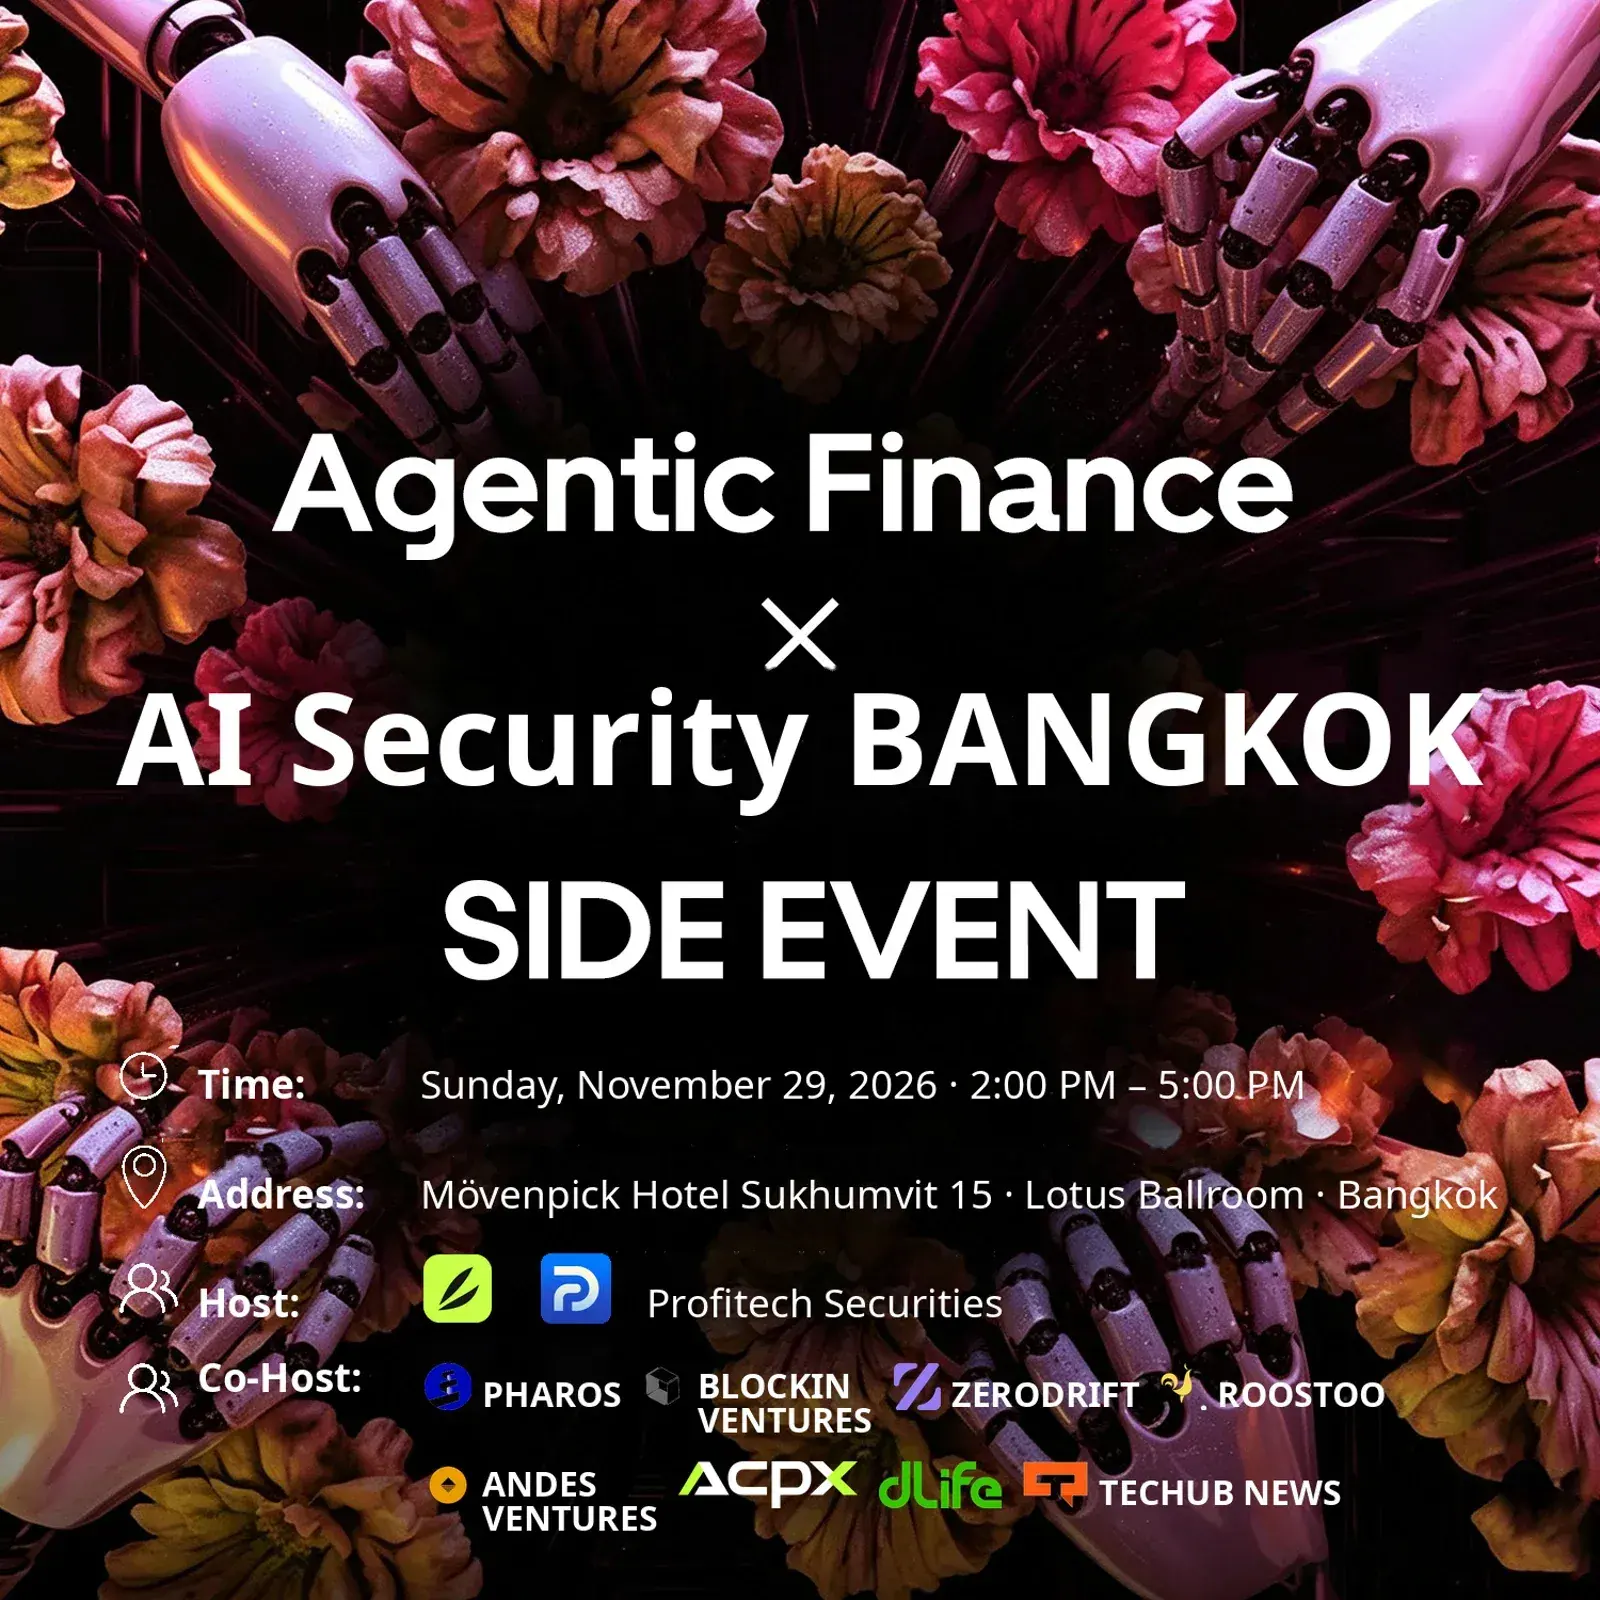 Agentic Finance
×
AI Security BANGKOK
SIDE EVENT
Time: Sunday, November 29, 2026 · 2:00 PM – 5:00 PM
Address: Mövenpick Hotel Sukhumvit 15 · Lotus Ballroom · Bangkok
Host: Profitech Securities
Co-Host: PHAROS BLOCKIN VENTURES ZERODRIFT ROOSTOO
ANDES VENTURES ACPX dLife TECHUB NEWS